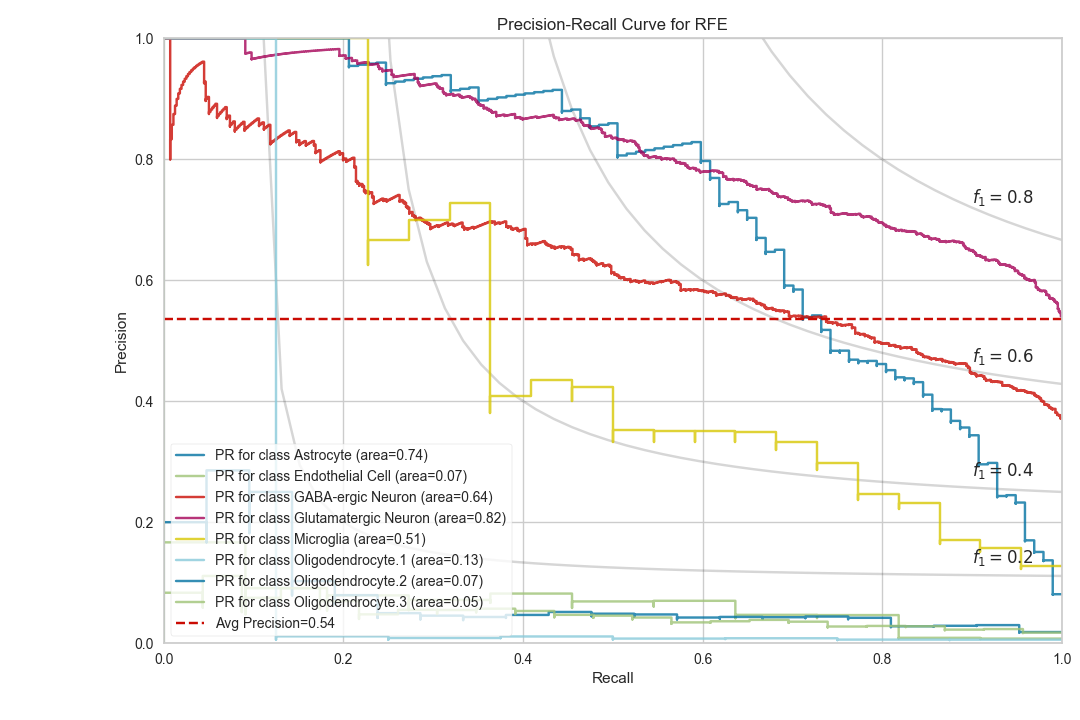 Precision-Recall Curve for RFE
1.0
0.8
0.6
0.4
0.2
0.0
Precision
f1 = 0.8
f1 = 0.6
f1 = 0.4
f1 = 0.2
PR for class Astrocyte (area=0.74)
PR for class Endothelial Cell (area=0.07)
PR for class GABA-ergic Neuron (area=0.64)
PR for class Glutamatergic Neuron (area=0.82)
PR for class Microglia (area=0.51)
PR for class Oligodendrocyte.1 (area=0.13)
PR for class Oligodendrocyte.2 (area=0.07)
PR for class Oligodendrocyte.3 (area=0.05)
Avg Precision=0.54
0.0 0.2 0.4 0.6 0.8 1.0
Recall